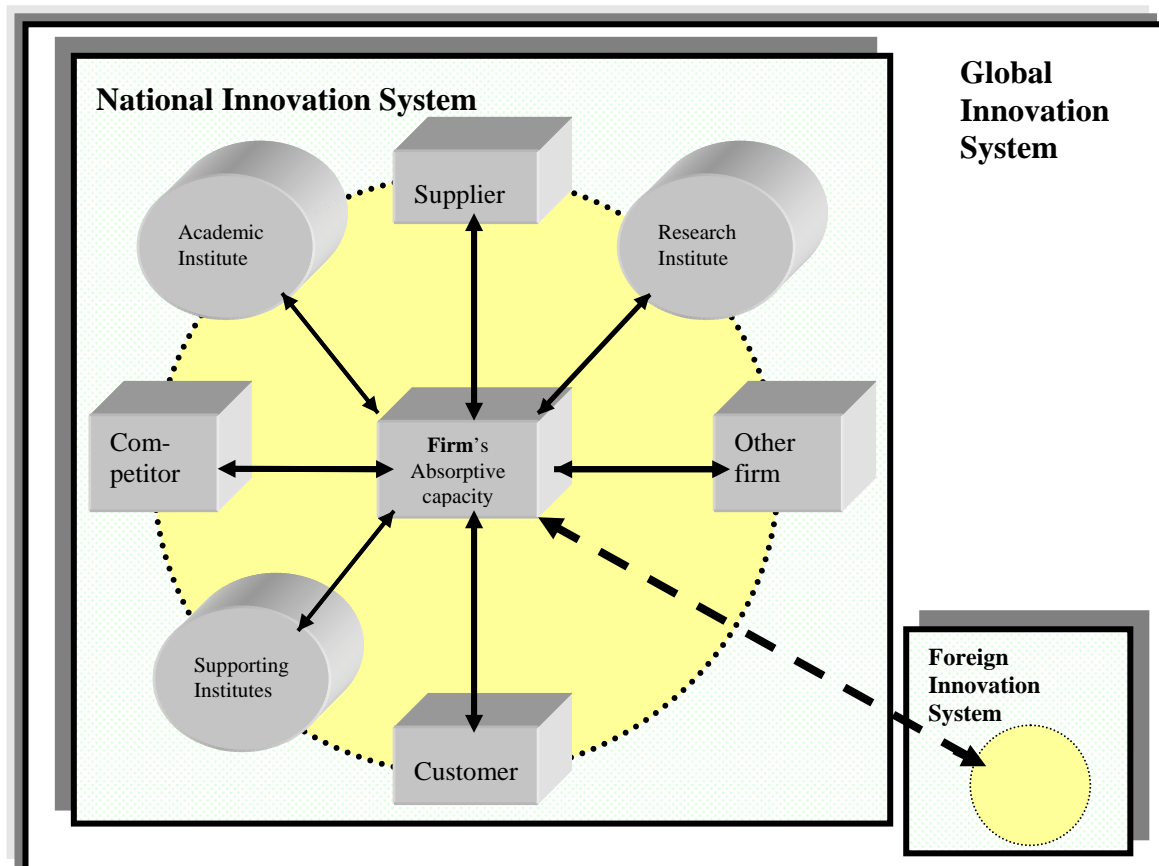 Global
Innovation
System
National Innovation System
Supplier
Academic
Institute
Research
Institute
Com-
petitor
Firm's
Absorptive
capacity
Other
firm
Supporting
Institutes
Customer
Foreign
Innovation
System